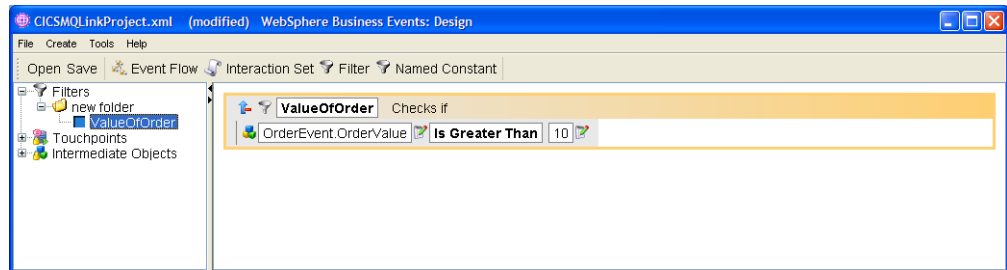 CICSMQLinkProject.xml (modified) WebSphere Business Events: Design
File Create Tools Help
Open Save Event Flow Interaction Set Filter Named Constant
Filters
new folder
ValueOfOrder
Touchpoints
Intermediate Objects
ValueOfOrder Checks if
OrderEvent.OrderValue Is Greater Than 10